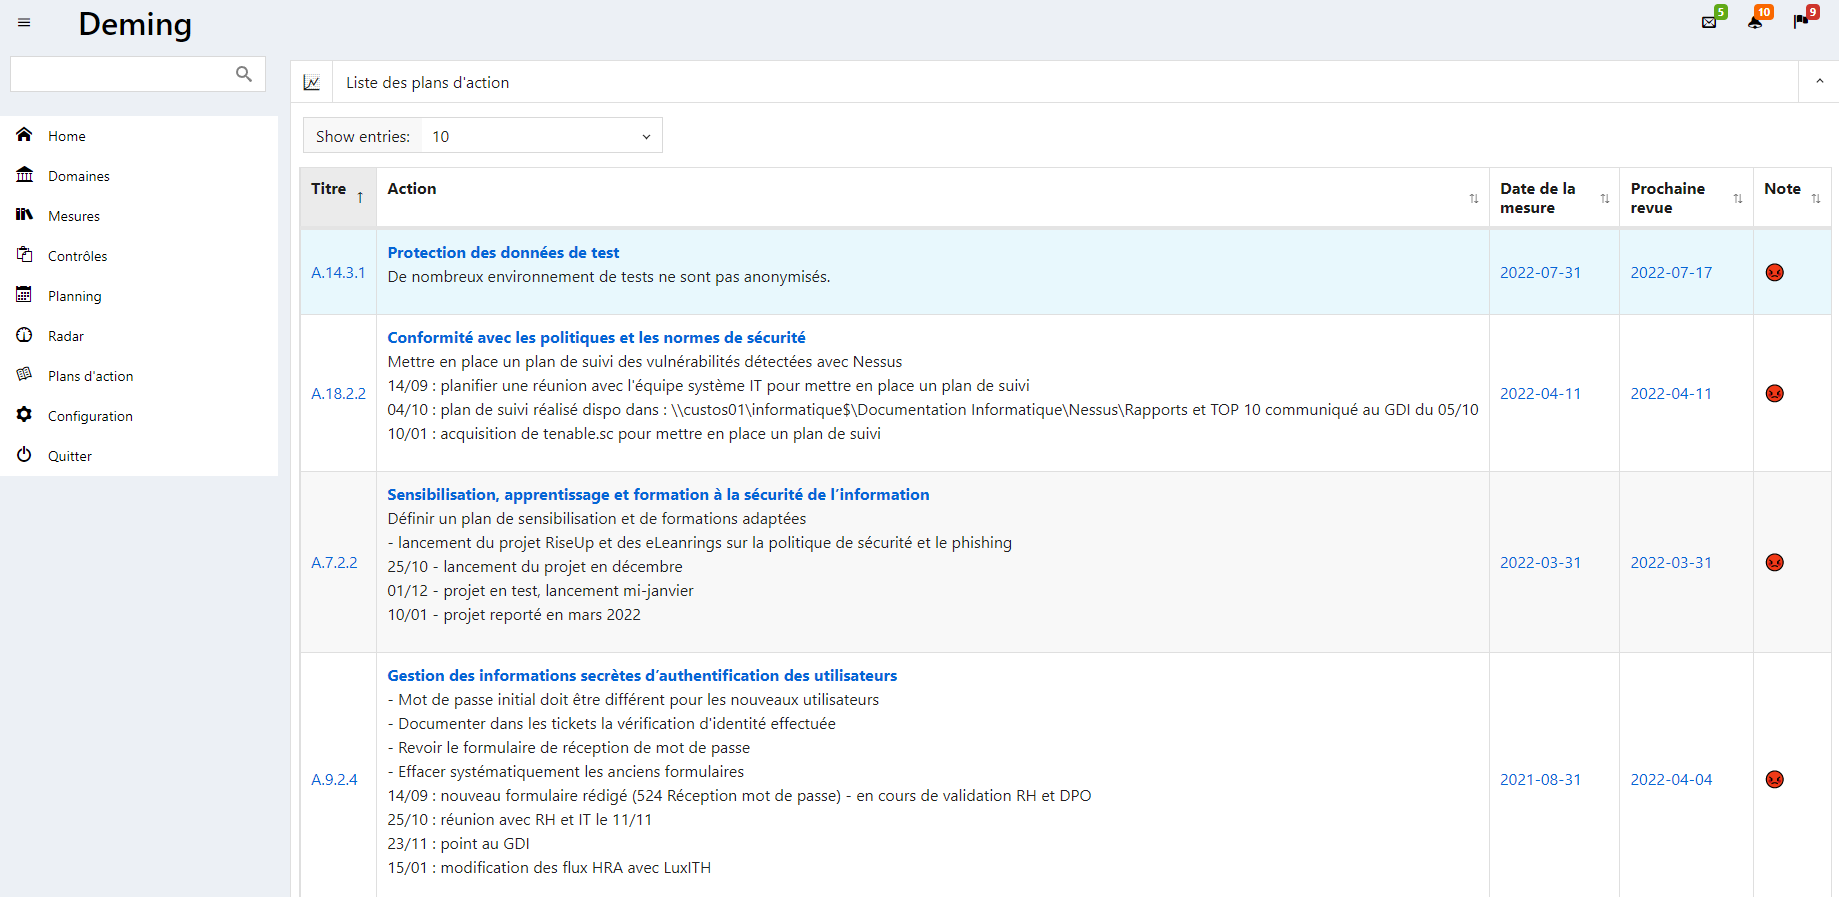 Deming
5
10
9
Home
Domaines
Mesures
Contrôles
Planning
Radar
Plans d'action
Configuration
Quitter
Liste des plans d'action
Show entries: 10
Titre Action Date de la mesure Prochaine revue Note
A.14.3.1
Protection des données de test
De nombreux environnement de tests ne sont pas anonymisés.
2022-07-31 2022-07-17
A.18.2.2
Conformité avec les politiques et les normes de sécurité
Mettre en place un plan de suivi des vulnérabilités détectées avec Nessus
14/09 : planifier une réunion avec l'équipe système IT pour mettre en place un plan de suivi
04/10 : plan de suivi réalisé dispo dans : \\custos01\informatique$\Documentation Informatique\Nessus\Rapports et TOP 10 communiqué au GDI du 05/10
10/01 : acquisition de tenable.sc pour mettre en place un plan de suivi
2022-04-11 2022-04-11
A.7.2.2
Sensibilisation, apprentissage et formation à la sécurité de l’information
Définir un plan de sensibilisation et de formations adaptées
- lancement du projet RiseUp et des eLeanrings sur la politique de sécurité et le phishing
25/10 - lancement du projet en décembre
01/12 - projet en test, lancement mi-janvier
10/01 - projet reporté en mars 2022
2022-03-31 2022-03-31
A.9.2.4
Gestion des informations secrètes d’authentification des utilisateurs
- Mot de passe initial doit être différent pour les nouveaux utilisateurs
- Documenter dans les tickets la vérification d'identité effectuée
- Revoir le formulaire de réception de mot de passe
- Effacer systématiquement les anciens formulaires
14/09 : nouveau formulaire rédigé (524 Réception mot de passe) - en cours de validation RH et DPO
25/10 : réunion avec RH et IT le 11/11
23/11 : point au GDI
15/01 : modification des flux HRA avec LuxITH
2021-08-31 2022-04-04